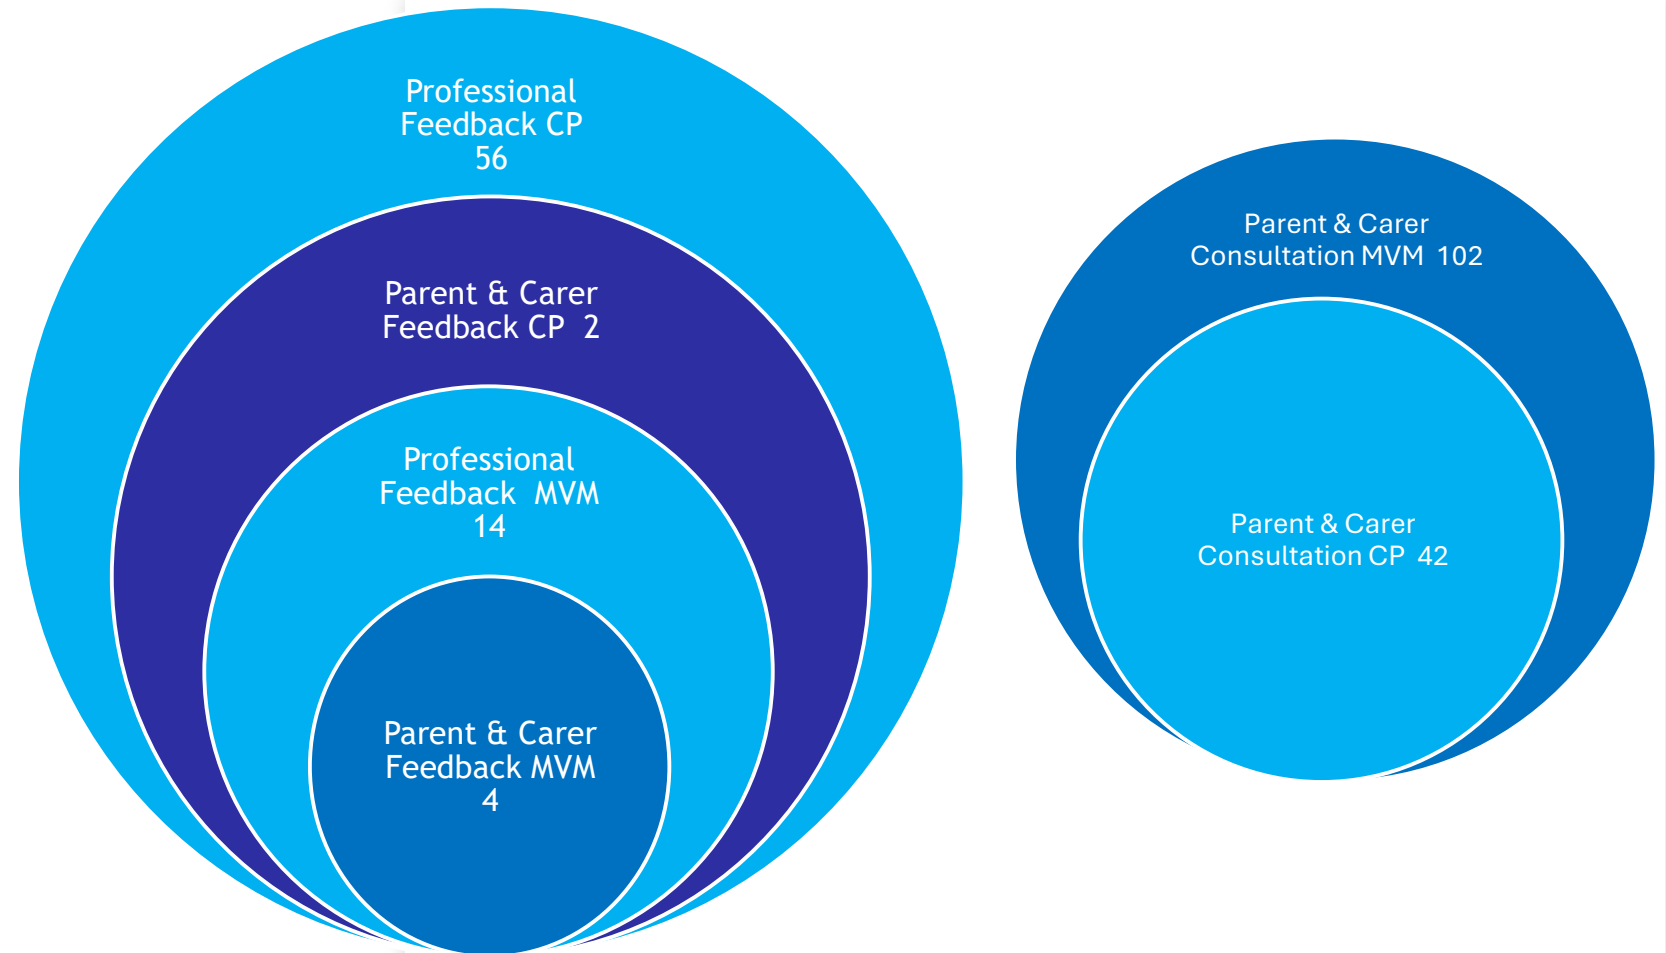 Professional
Feedback CP
56
Parent & Carer
Feedback CP  2
Professional
Feedback  MVM
14
Parent & Carer
Feedback MVM
4
Parent & Carer
Consultation MVM  102
Parent & Carer
Consultation CP  42